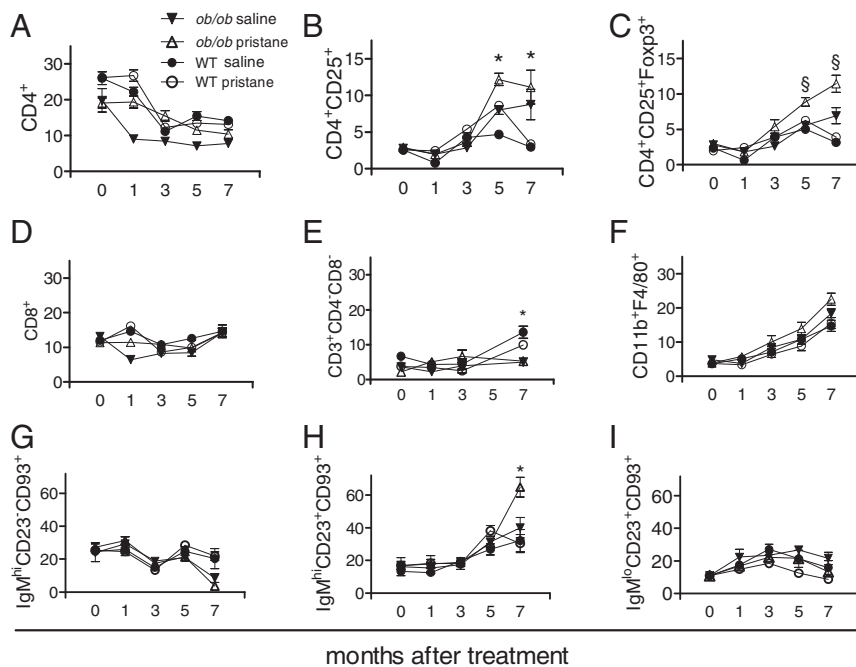 ob/ob saline
ob/ob pristane
WT saline
WT pristane
A
CD4+
30
20
10
0
0 1 3 5 7
B
*
*
CD4+CD25+
15
10
5
0
0 1 3 5 7
C
§
§
CD4+CD25+Foxp3+
15
10
5
0
0 1 3 5 7
D
CD8+
30
20
10
0
0 1 3 5 7
E
*
CD3+CD4-CD8-
30
20
10
0
0 1 3 5 7
F
CD11b+F4/80+
30
20
10
0
0 1 3 5 7
G
IgMhiCD23-CD93+
60
40
20
0
0 1 3 5 7
H
*
IgMhiCD23+CD93+
60
40
20
0
0 1 3 5 7
I
IgMloCD23+CD93+
60
40
20
0
0 1 3 5 7
months after treatment